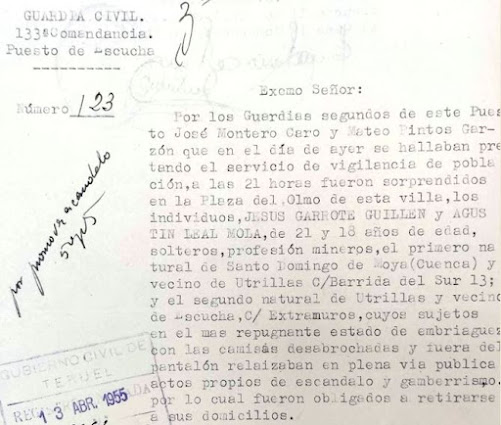 GUARDIA CIVIL.
133ªComandancia.
Puesto de Escucha
Número 123
Excmo Señor:
Por los Guardias segundos de este Pues
to José Montero Caro y Mateo Pintos Gar-
zón que en el día de ayer se hallaban pre
tando el servicio de vigilancia de pobla
ción,a las 21 horas fueron sorprendidos
en la Plaza del Olmo de esta villa,los
individuos,JESUS GARROTE GUILLEN y AGUS
TIN LEAL MOLA,de 21 y 18 años de edad,
solteros,profesión mineros,el primero na
tural de Santo Domingo de Moya(Cuenca) y
vecino de Utrillas C/Barrida del Sur 13;
y el segundo natural de Utrillas y vecino
de Escucha,C/ Extramuros,cuyos sujetos
en el mas repugnante estado de embriague
con las camisas desabrochadas y fuera del
pantalón relaizaban en plena via publica
actos propios de escandalo y gamberrismo.
por lo cual fueron obligados a retirarse
a sus domicilios.
por promover escandalo
GOBIERNO CIVIL DE
TERUEL
13 ABR. 1955